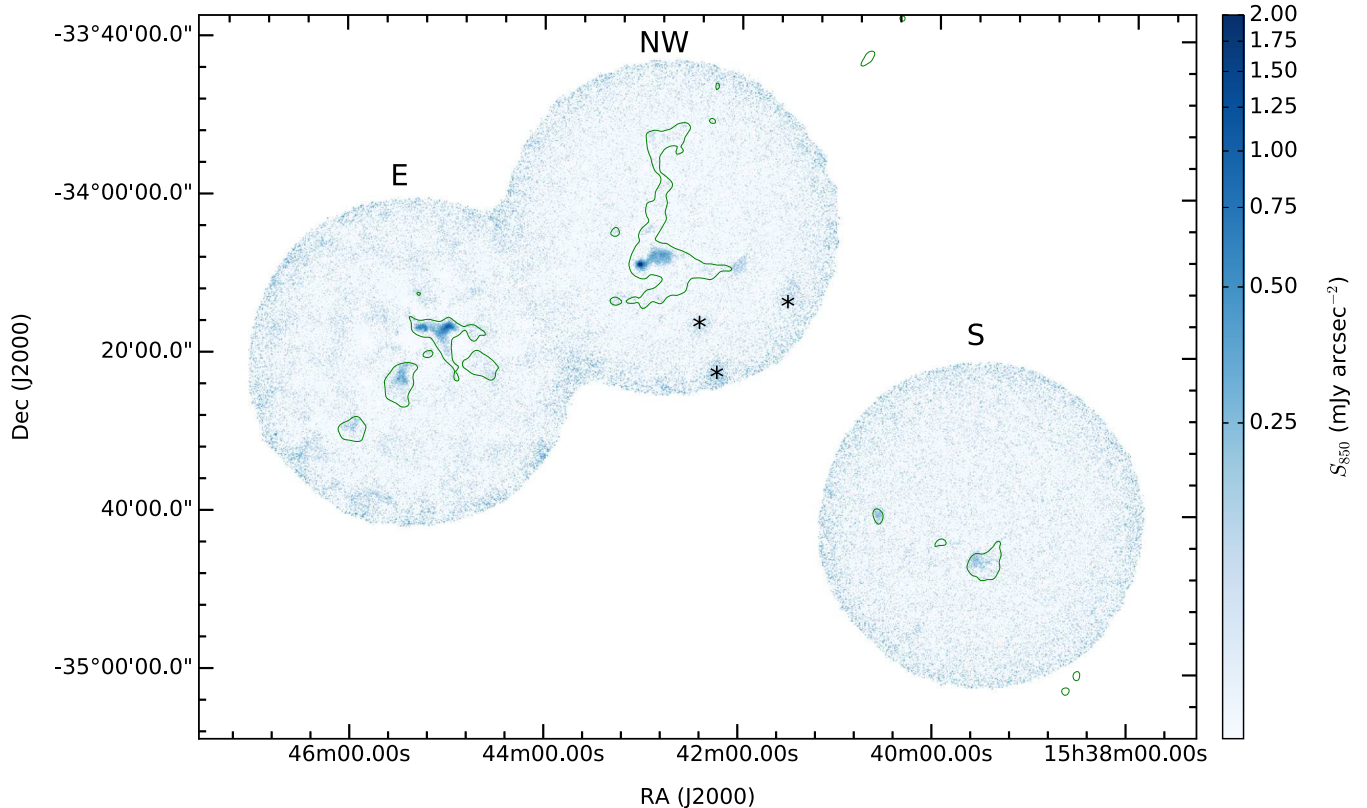 NW
E
S
*
*
*
-33°40'00.0"
-34°00'00.0"
20'00.0"
40'00.0"
-35°00'00.0"
Dec (J2000)
46m00.00s 44m00.00s 42m00.00s 40m00.00s 15h38m00.00s
RA (J2000)
2.00
1.75
1.50
1.25
1.00
0.75
0.50
0.25
S₈₅₀ (mJy arcsec⁻²)